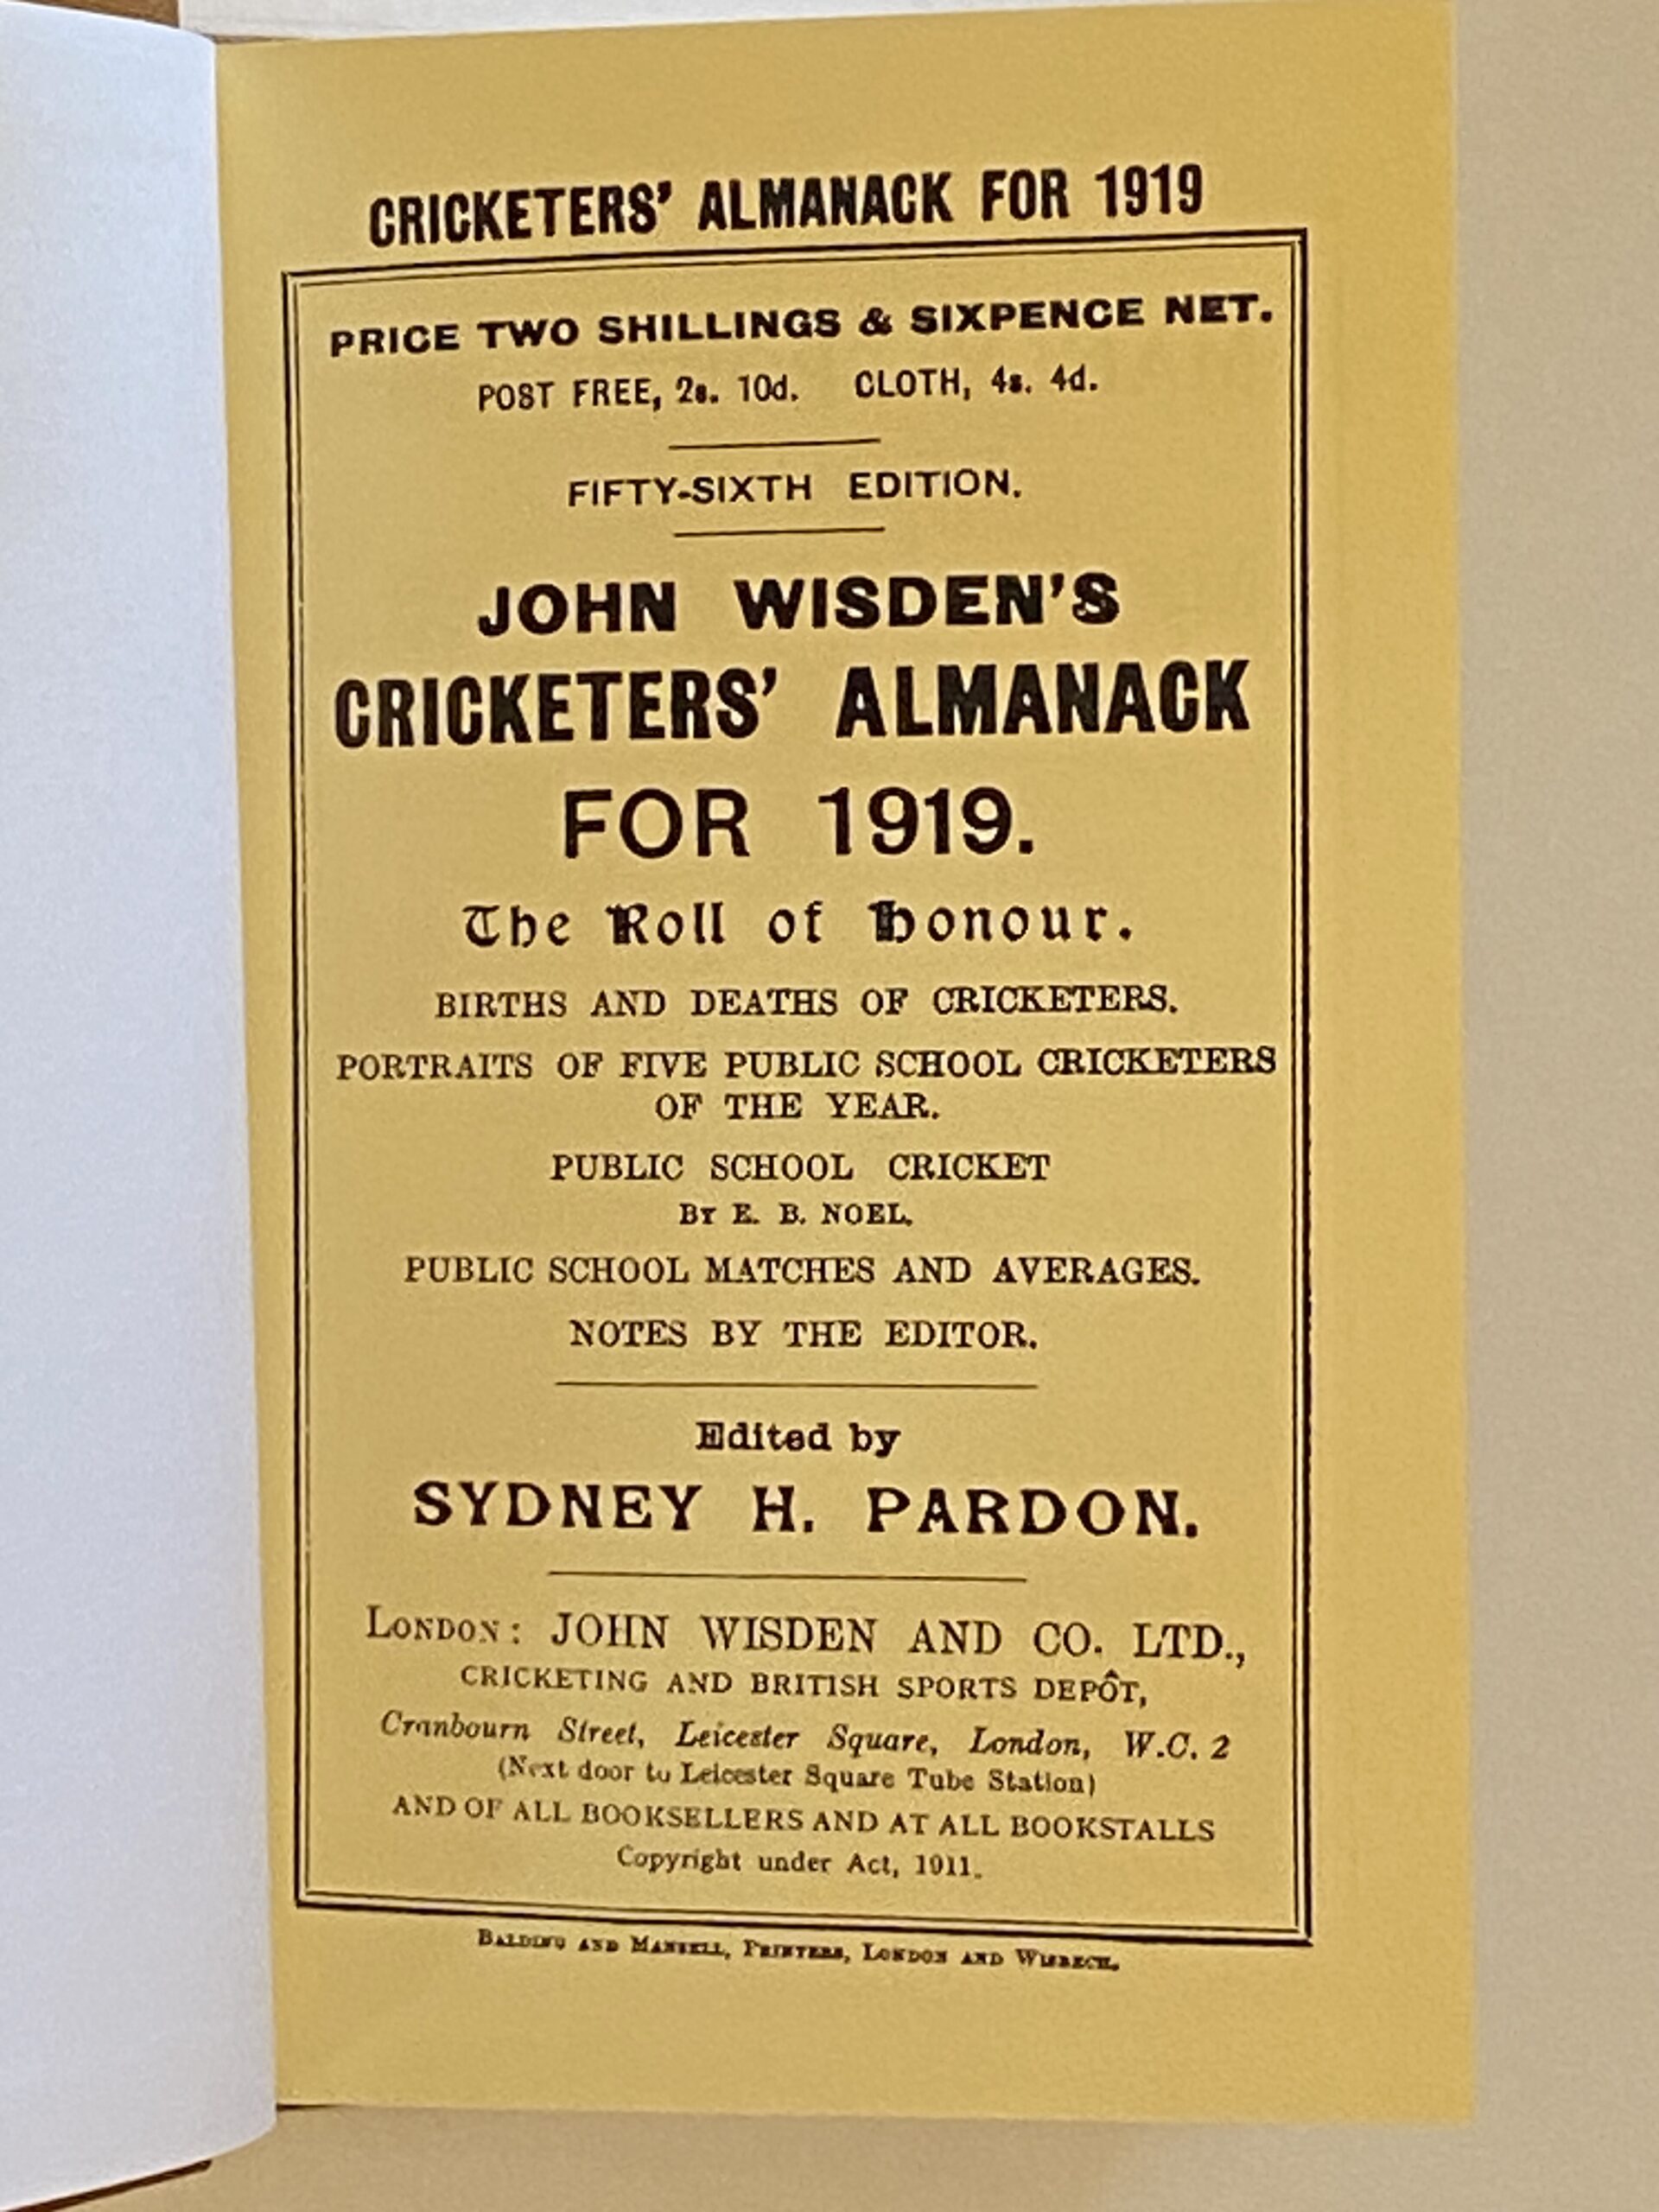 CRICKETERS' ALMANACK FOR 1919
PRICE TWO SHILLINGS & SIXPENCE NET.
POST FREE, 2s. 10d. CLOTH, 4s. 4d.
FIFTY-SIXTH EDITION.
JOHN WISDEN'S
CRICKETERS' ALMANACK
FOR 1919.
The Roll of Honour.
BIRTHS AND DEATHS OF CRICKETERS.
PORTRAITS OF FIVE PUBLIC SCHOOL CRICKETERS
OF THE YEAR.
PUBLIC SCHOOL CRICKET
BY E. B. NOEL.
PUBLIC SCHOOL MATCHES AND AVERAGES.
NOTES BY THE EDITOR.
Edited by
SYDNEY H. PARDON.
LONDON: JOHN WISDEN AND CO. LTD.,
CRICKETING AND BRITISH SPORTS DEPÔT,
Cranbourn Street, Leicester Square, London, W.C. 2
(Next door to Leicester Square Tube Station)
AND OF ALL BOOKSELLERS AND AT ALL BOOKSTALLS
Copyright under Act, 1911.
BALDING AND MANSELL, PRINTERS, LONDON AND WISBECH.